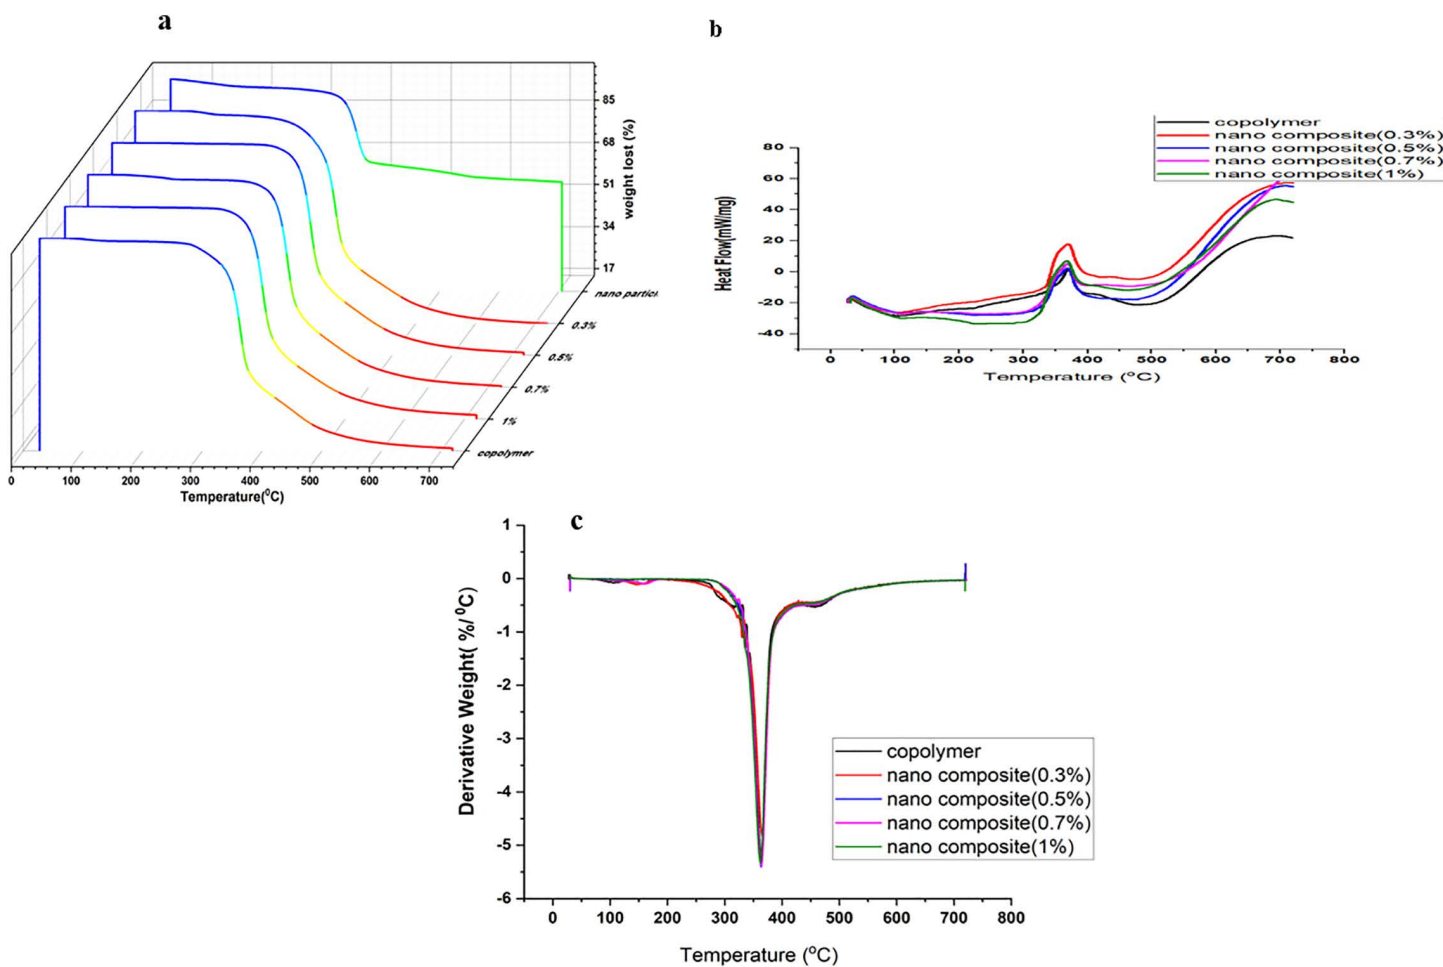 a
85
68
51
34
17
weight lost (%)
nano particl
0.3%
0.5%
0.7%
1%
copolymer
0 100 200 300 400 500 600 700
Temperature(⁰C)
b
copolymer
nano composite(0.3%)
nano composite(0.5%)
nano composite(0.7%)
nano composite(1%)
80
60
40
20
0
-20
-40
Heat Flow(mW/mg)
0 100 200 300 400 500 600 700 800
Temperature (⁰C)
c
1
0
-1
-2
-3
-4
-5
-6
Derivative Weight( %/⁰C)
copolymer
nano composite(0.3%)
nano composite(0.5%)
nano composite(0.7%)
nano composite(1%)
0 100 200 300 400 500 600 700 800
Temperature (⁰C)